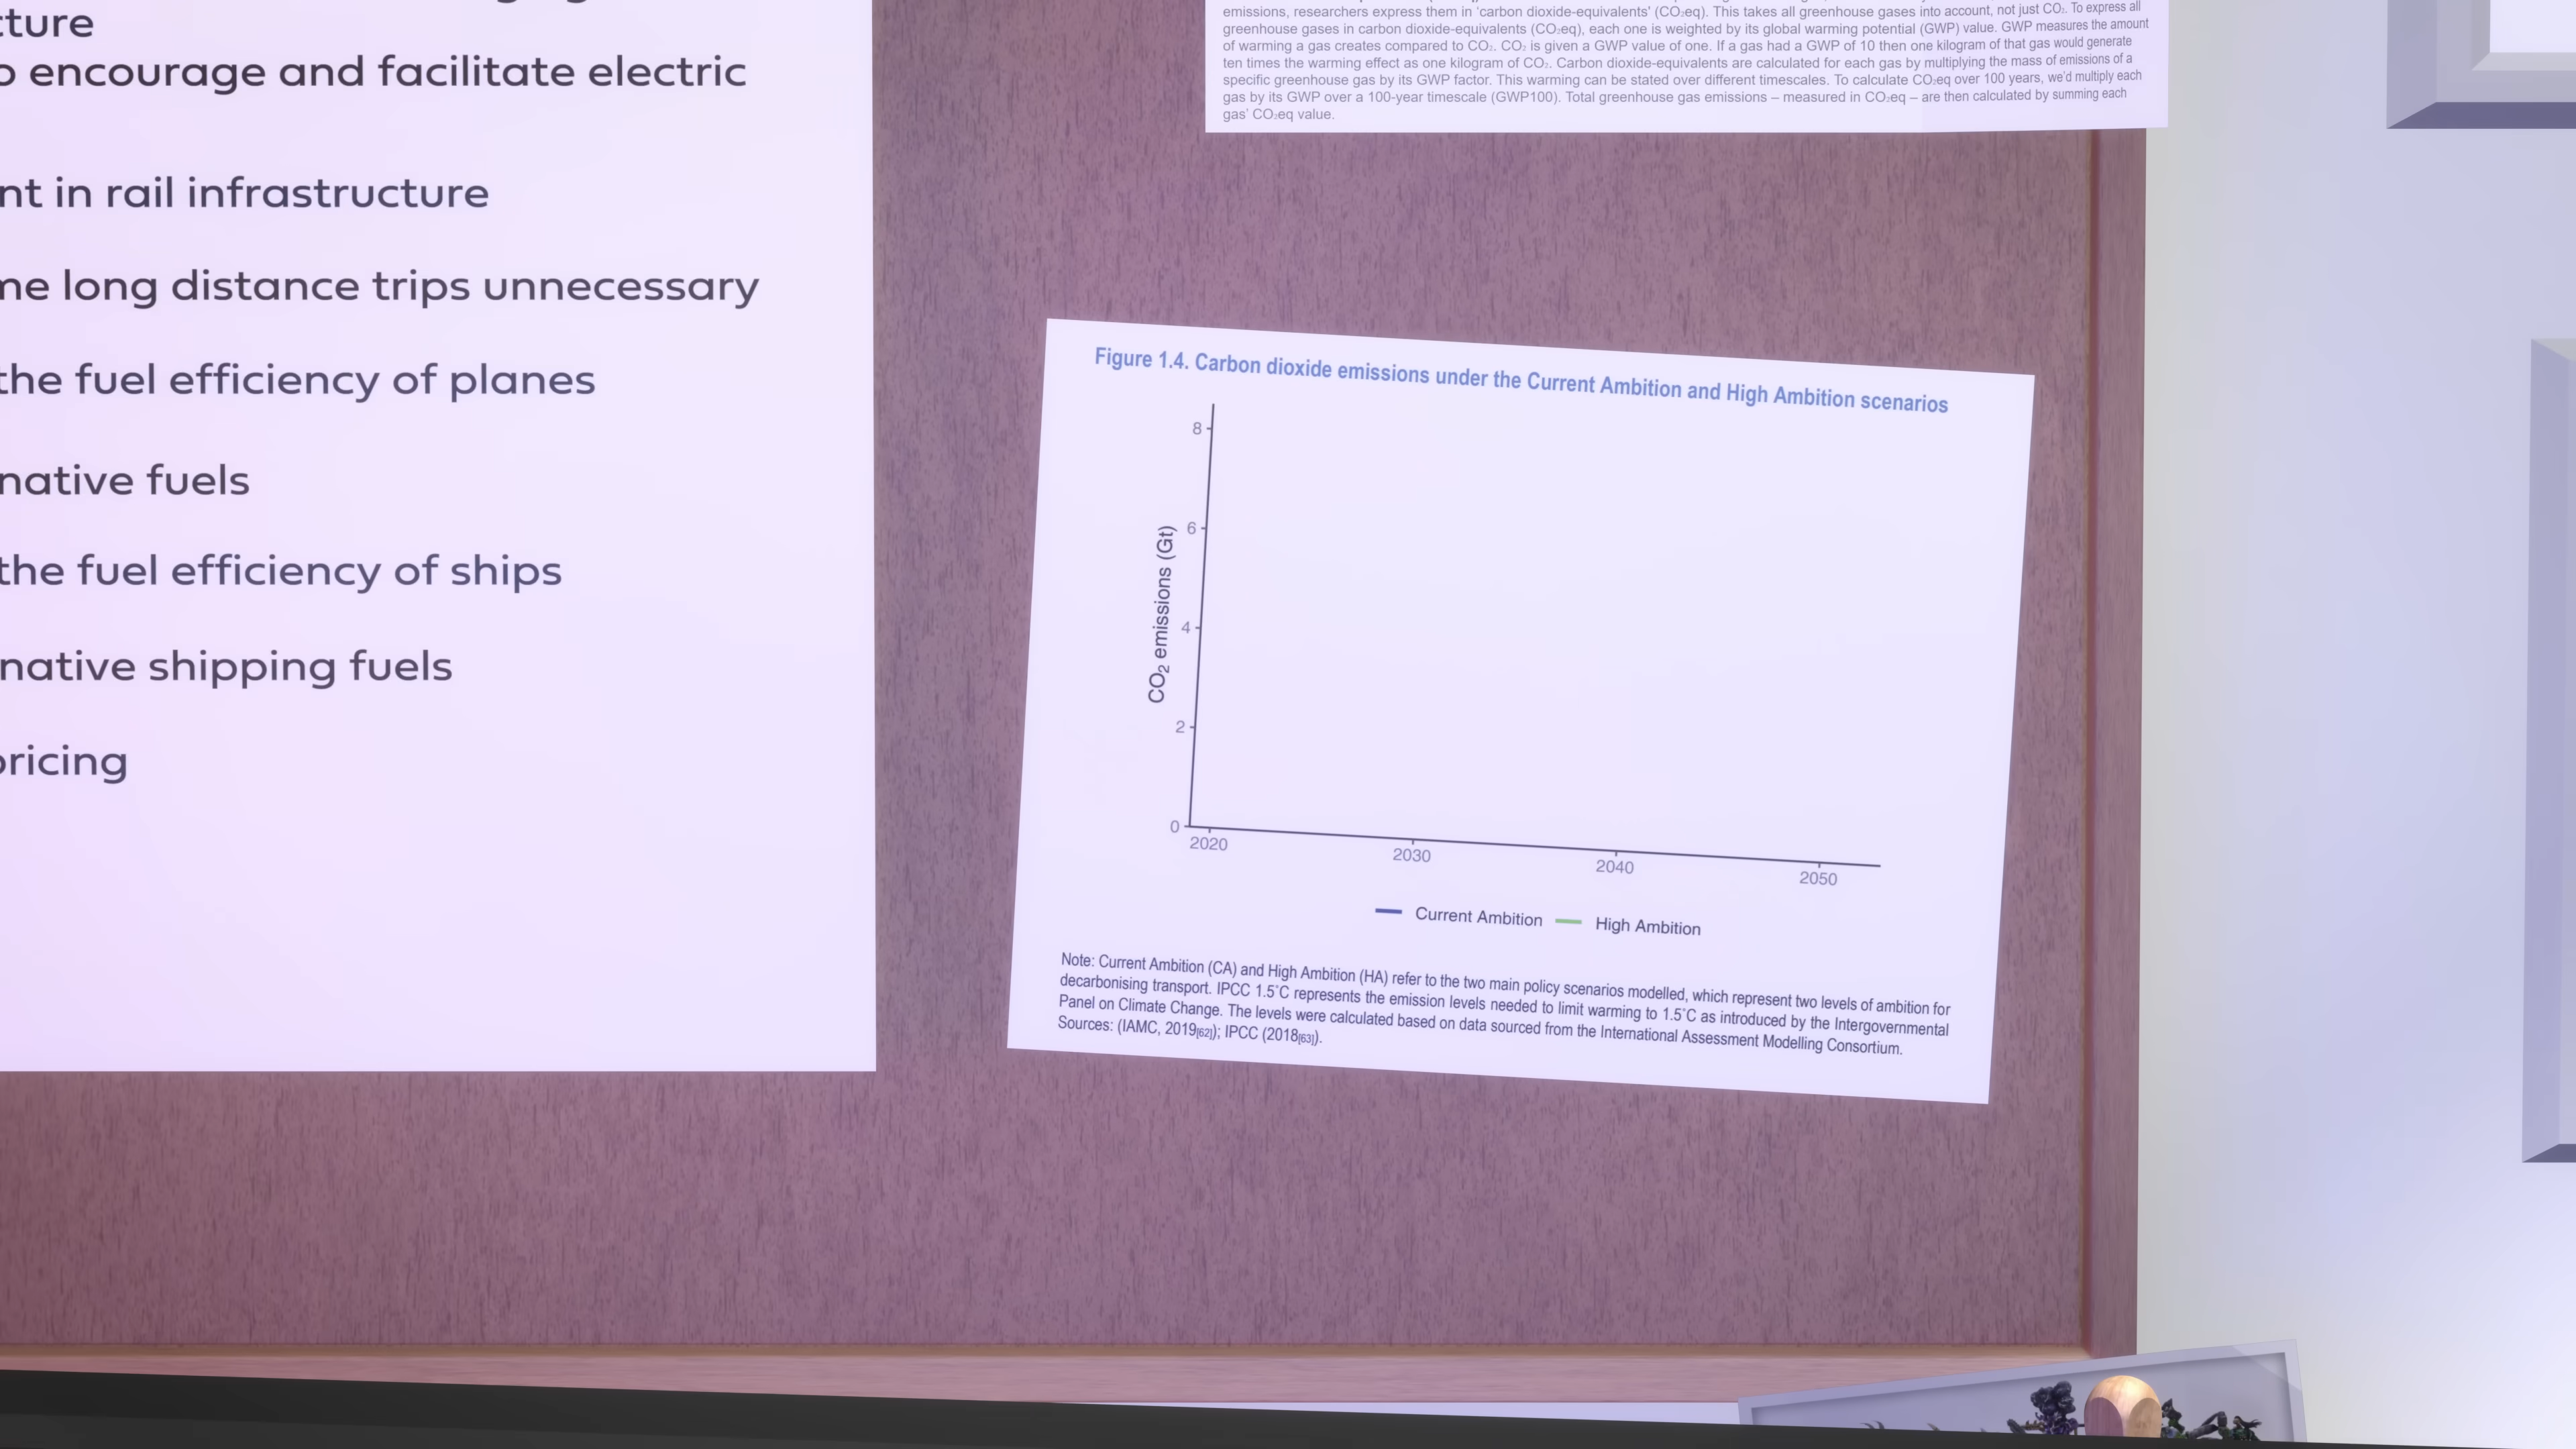 cture
o encourage and facilitate electric
nt in rail infrastructure
me long distance trips unnecessary
the fuel efficiency of planes
native fuels
the fuel efficiency of ships
native shipping fuels
pricing
emissions, researchers express them in ‘carbon dioxide-equivalents’ (CO₂eq). This takes all greenhouse gases into account, not just CO₂. To express all
greenhouse gases in carbon dioxide-equivalents (CO₂eq), each one is weighted by its global warming potential (GWP) value. GWP measures the amount
of warming a gas creates compared to CO₂. CO₂ is given a GWP value of one. If a gas had a GWP of 10 then one kilogram of that gas would generate
ten times the warming effect as one kilogram of CO₂. Carbon dioxide-equivalents are calculated for each gas by multiplying the mass of emissions of a
specific greenhouse gas by its GWP factor. This warming can be stated over different timescales. To calculate CO₂eq over 100 years, we’d multiply each
gas by its GWP over a 100-year timescale (GWP100). Total greenhouse gas emissions – measured in CO₂eq – are then calculated by summing each
gas’ CO₂eq value.
Figure 1.4. Carbon dioxide emissions under the Current Ambition and High Ambition scenarios
8
6
4
2
0
CO₂ emissions (Gt)
2020 2030 2040 2050
Current Ambition High Ambition
Note: Current Ambition (CA) and High Ambition (HA) refer to the two main policy scenarios modelled, which represent two levels of ambition for
decarbonising transport. IPCC 1.5˚C represents the emission levels needed to limit warming to 1.5˚C as introduced by the Intergovernmental
Panel on Climate Change. The levels were calculated based on data sourced from the International Assessment Modelling Consortium.
Sources: (IAMC, 2019[62]); IPCC (2018[63]).